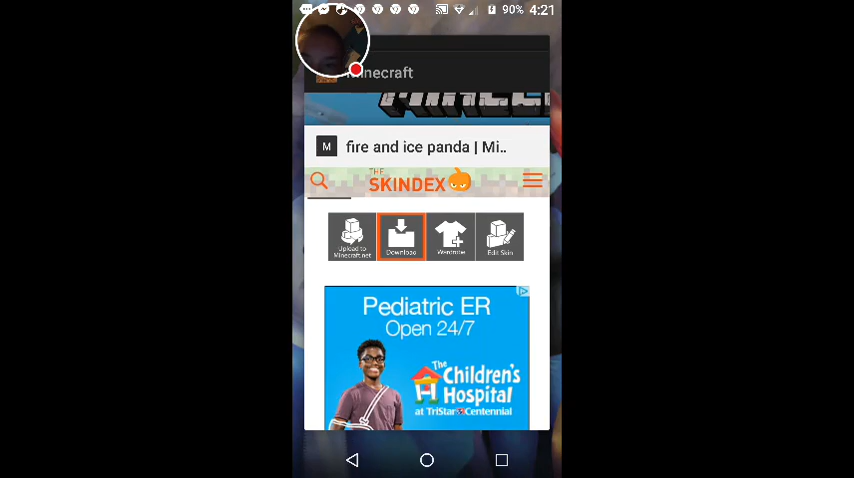 90% 4:21
Minecraft
M fire and ice panda | Mi..
THE
SKINDEX
Upload to
Minecraft.net
Download
Wardrobe
Edit Skin
Pediatric ER
Open 24/7
The
Children's
Hospital
at TriStar Centennial